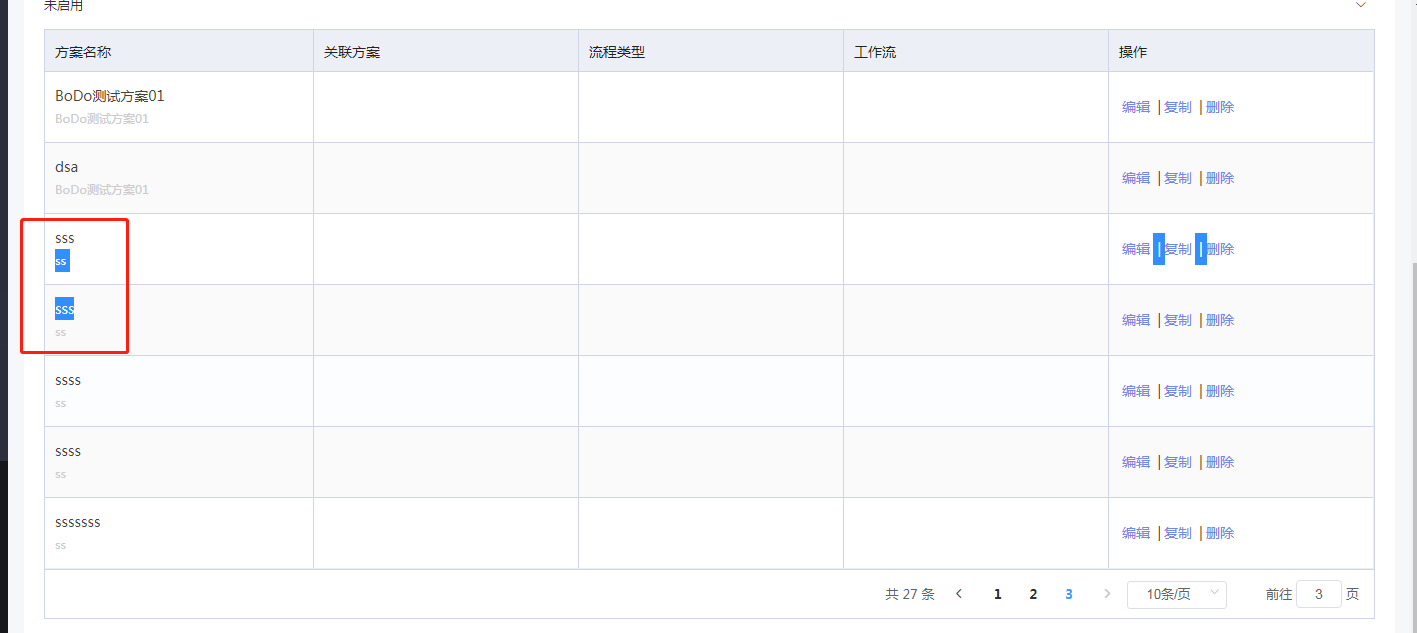 未启用
方案名称 关联方案 流程类型 工作流 操作
BoDo测试方案01
BoDo测试方案01
编辑 | 复制 | 删除
dsa
BoDo测试方案01
编辑 | 复制 | 删除
sss
ss
编辑 | 复制 | 删除
sss
ss
编辑 | 复制 | 删除
ssss
ss
编辑 | 复制 | 删除
ssss
ss
编辑 | 复制 | 删除
sssssss
ss
编辑 | 复制 | 删除
共 27 条 1 2 3 10条/页 前往 3 页